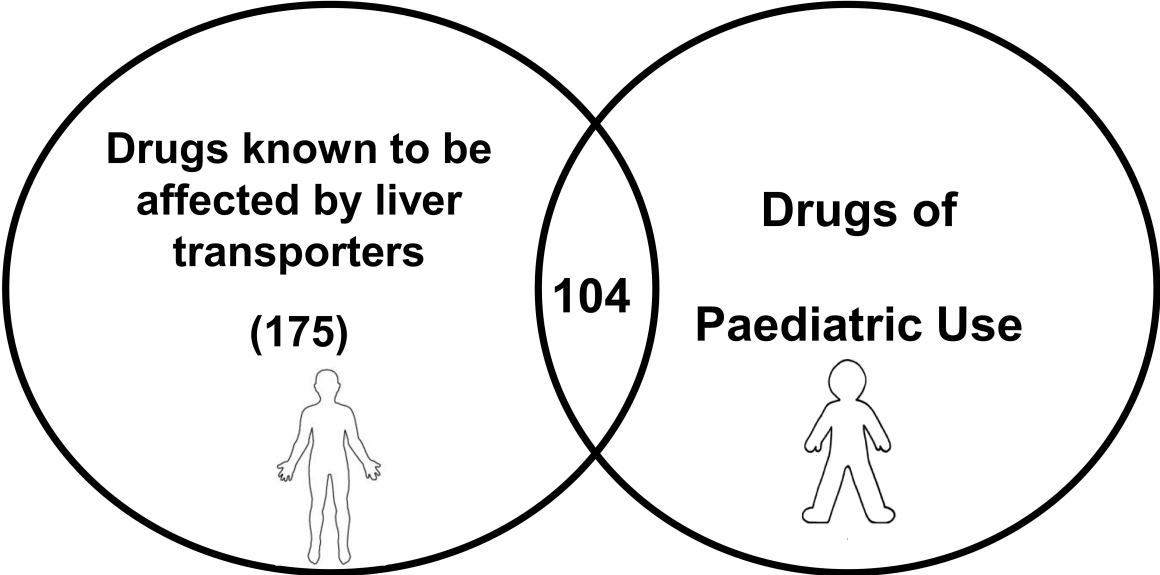 Drugs known to be
affected by liver
transporters
(175)
104
Drugs of
Paediatric Use